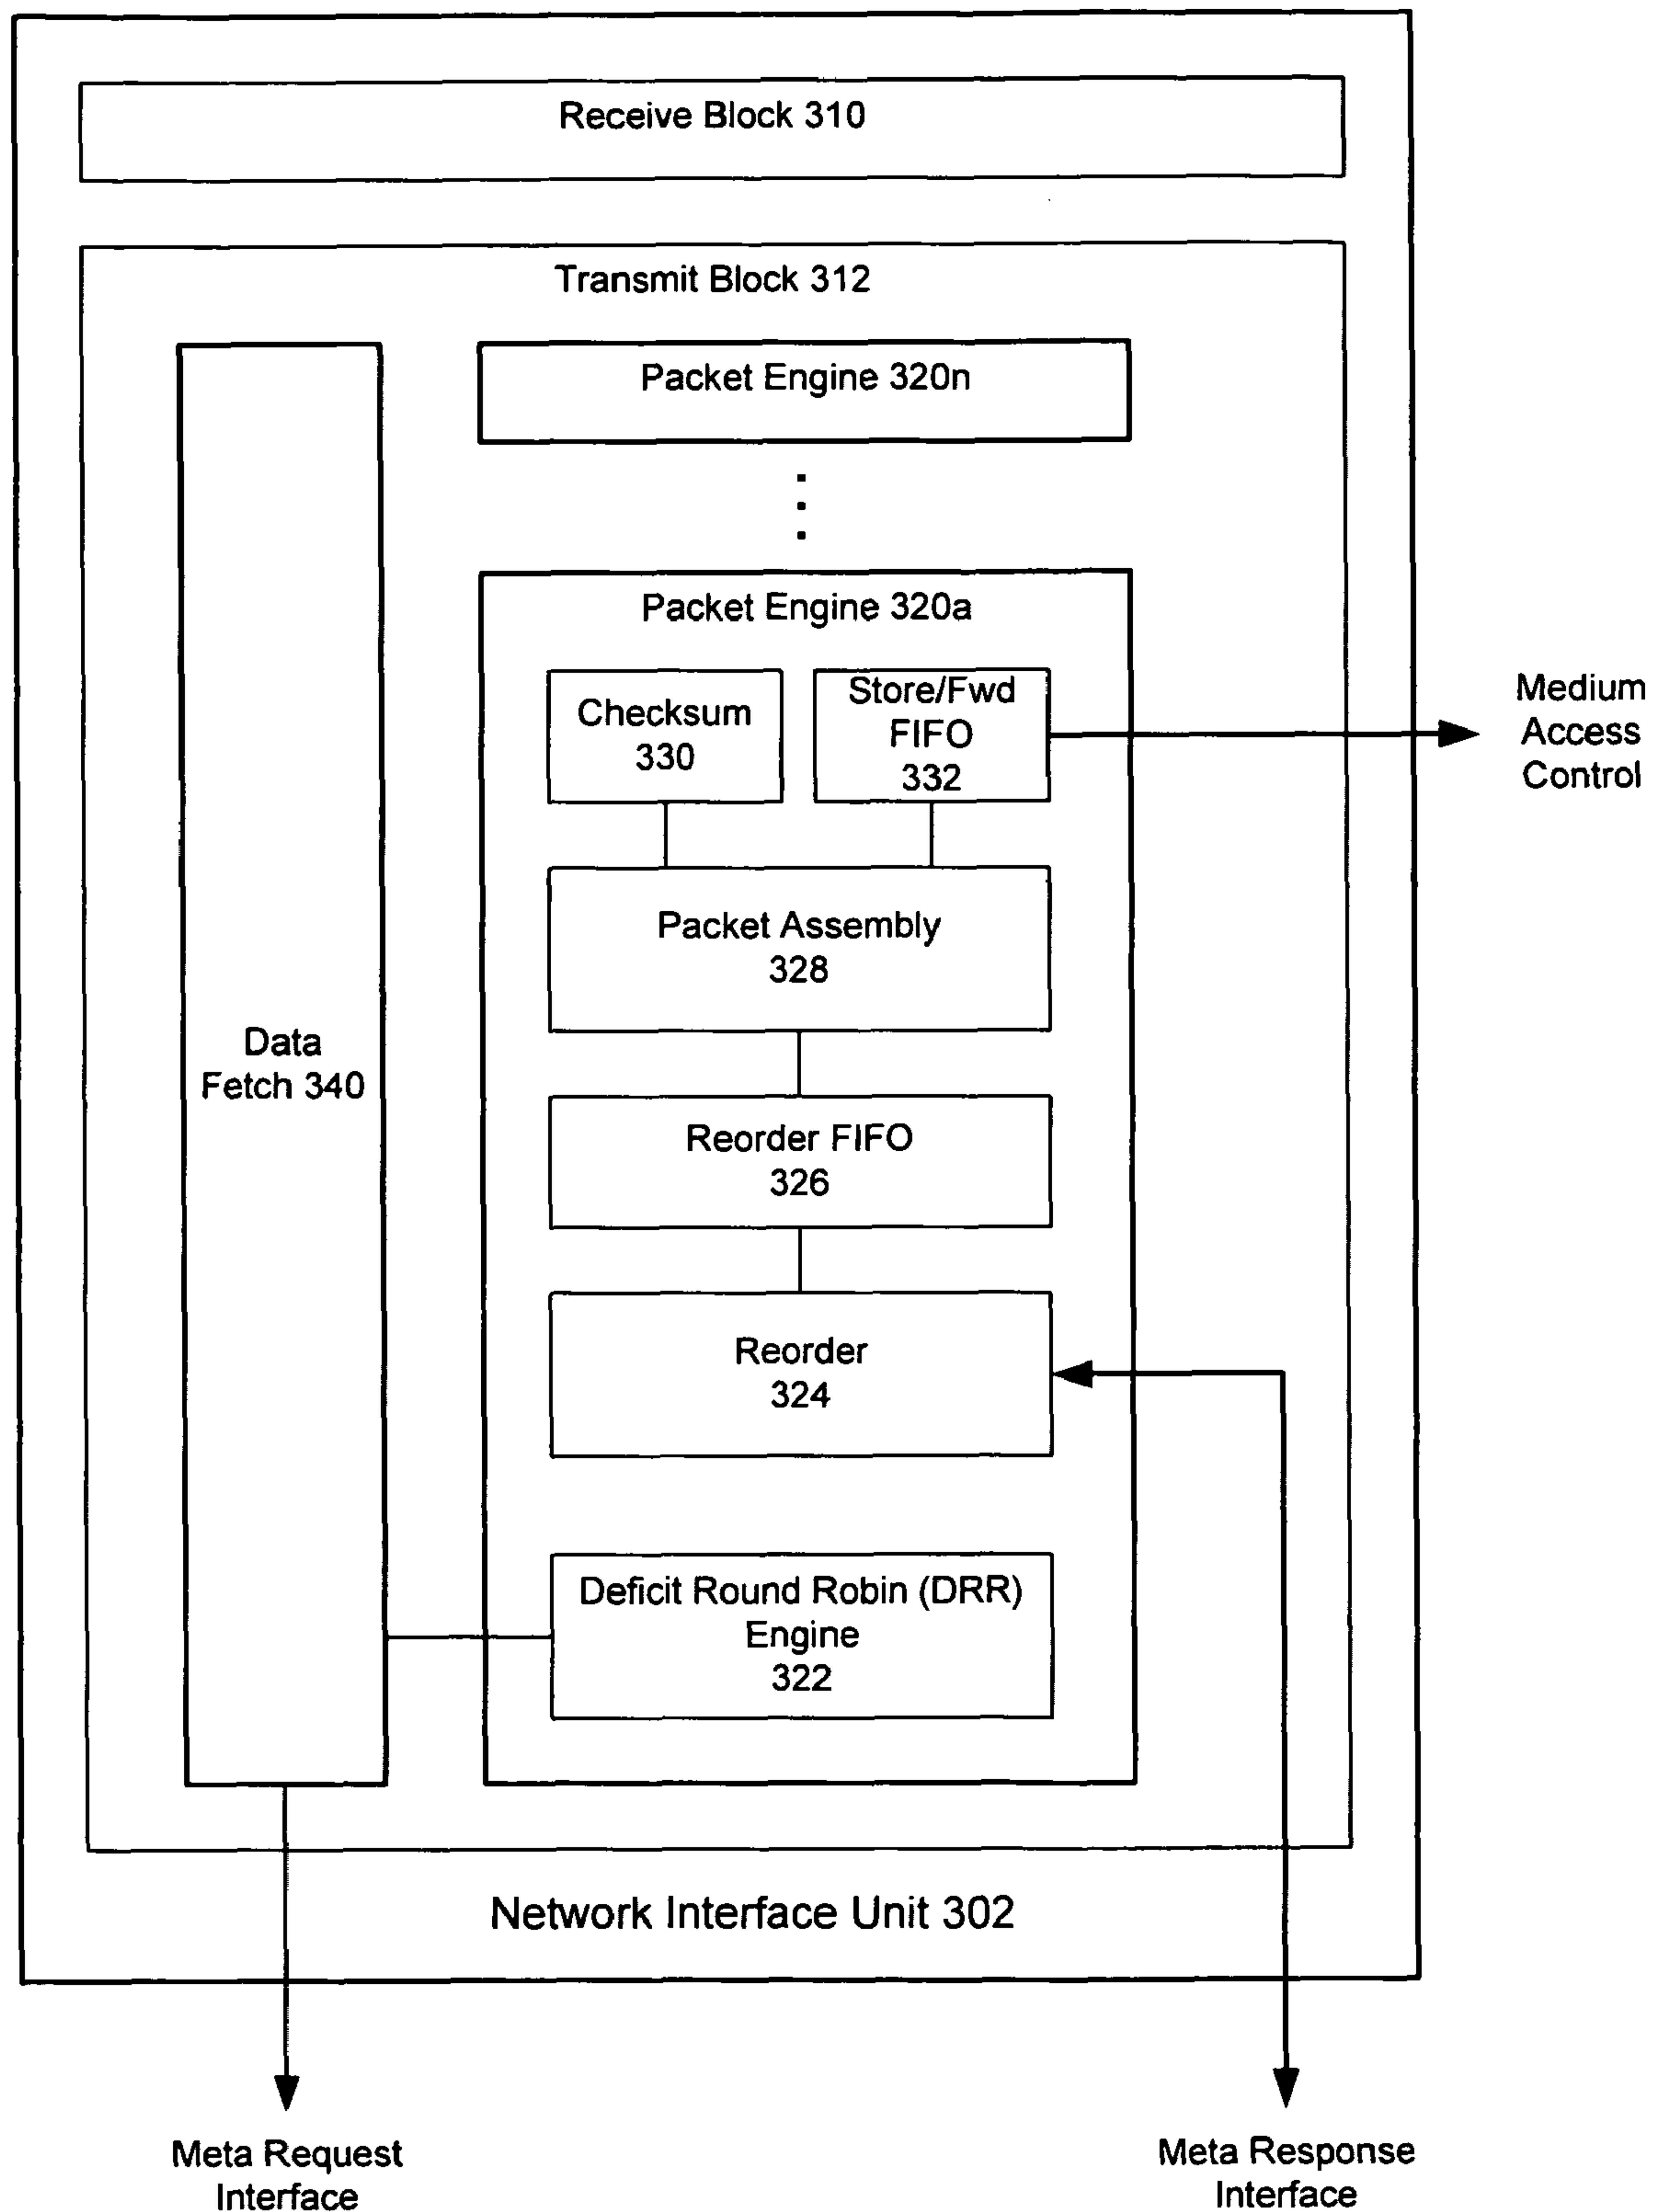 Receive Block 310
Transmit Block 312
Packet Engine 320n
Packet Engine 320a
Checksum
330
Store/Fwd
FIFO
332
Medium
Access
Control
Packet Assembly
328
Data
Fetch 340
Reorder FIFO
326
Reorder
324
Deficit Round Robin (DRR)
Engine
322
Network Interface Unit 302
Meta Request
Interface
Meta Response
Interface